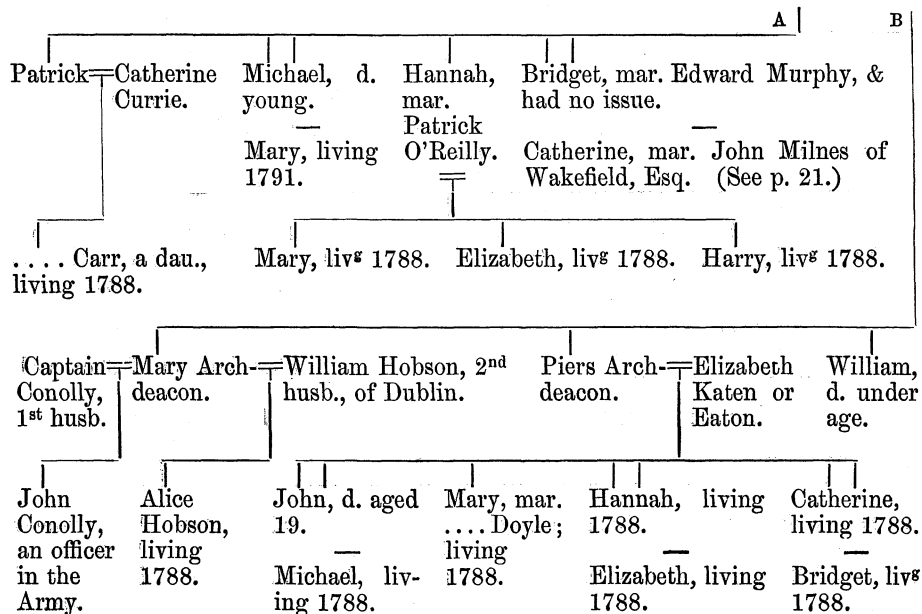 A B
Patrick=Catherine Currie.
Michael, d. young.
—
Mary, living 1791.
Hannah, mar. Patrick O'Reilly.
=
Bridget, mar. Edward Murphy, & had no issue.
—
Catherine, mar. John Milnes of Wakefield, Esq. (See p. 21.)
.... Carr, a dau., living 1788.
Mary, livᵍ 1788.
Elizabeth, livᵍ 1788.
Harry, livᵍ 1788.
Captain Conolly, 1ˢᵗ husb.=Mary Arch-
deacon.=William Hobson, 2ⁿᵈ husb., of Dublin.
Piers Arch-
deacon.=Elizabeth Katen or Eaton.
William, d. under age.
John Conolly, an officer in the Army.
Alice Hobson, living 1788.
John, d. aged 19.
—
Michael, liv-
ing 1788.
Mary, mar. .... Doyle; living 1788.
Hannah, living 1788.
—
Elizabeth, living 1788.
Catherine, living 1788.
—
Bridget, livᵍ 1788.